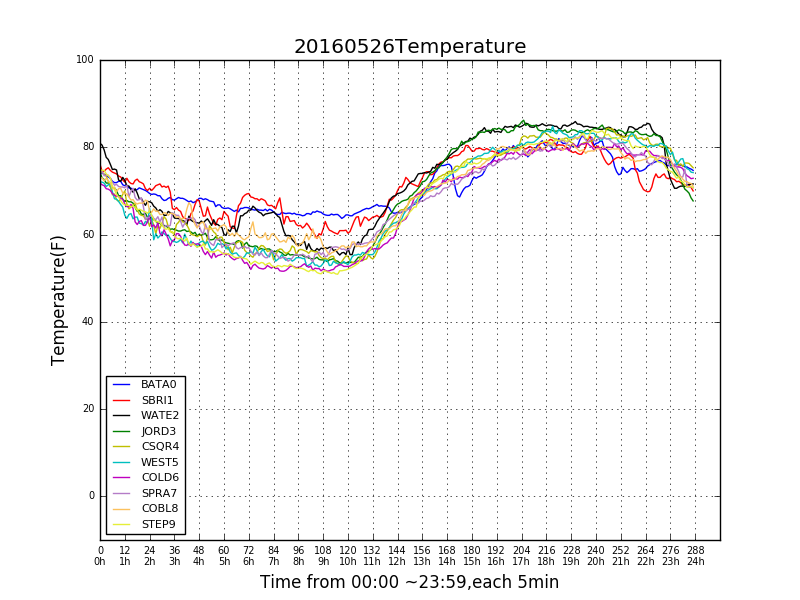 20160526Temperature
100
80
60
40
20
0
Temperature(F)
BATA0
SBRI1
WATE2
JORD3
CSQR4
WEST5
COLD6
SPRA7
COBL8
STEP9
0 12 24 36 48 60 72 84 96 108 120 132 144 156 168 180 192 204 216 228 240 252 264 276 288
0h 1h 2h 3h 4h 5h 6h 7h 8h 9h 10h 11h 12h 13h 14h 15h 16h 17h 18h 19h 20h 21h 22h 23h 24h
Time from 00:00 ~23:59,each 5min